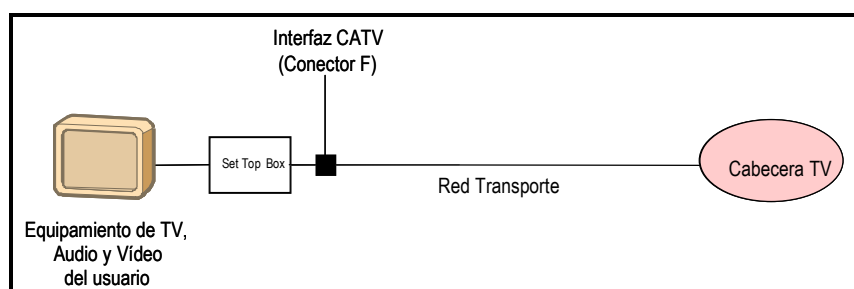 Interfaz CATV
(Conector F)
Set Top Box
Cabecera TV
Red Transporte
Equipamiento de TV,
Audio y Vídeo
del usuario